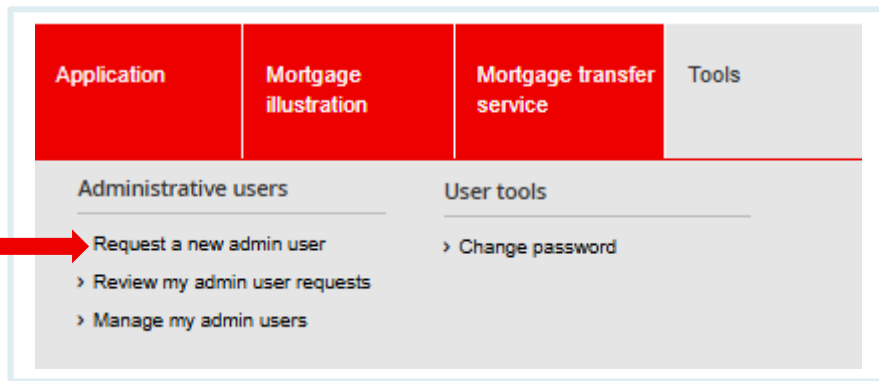 Application
Mortgage illustration
Mortgage transfer service
Tools
Administrative users
Request a new admin user
> Review my admin user requests
> Manage my admin users
User tools
> Change password